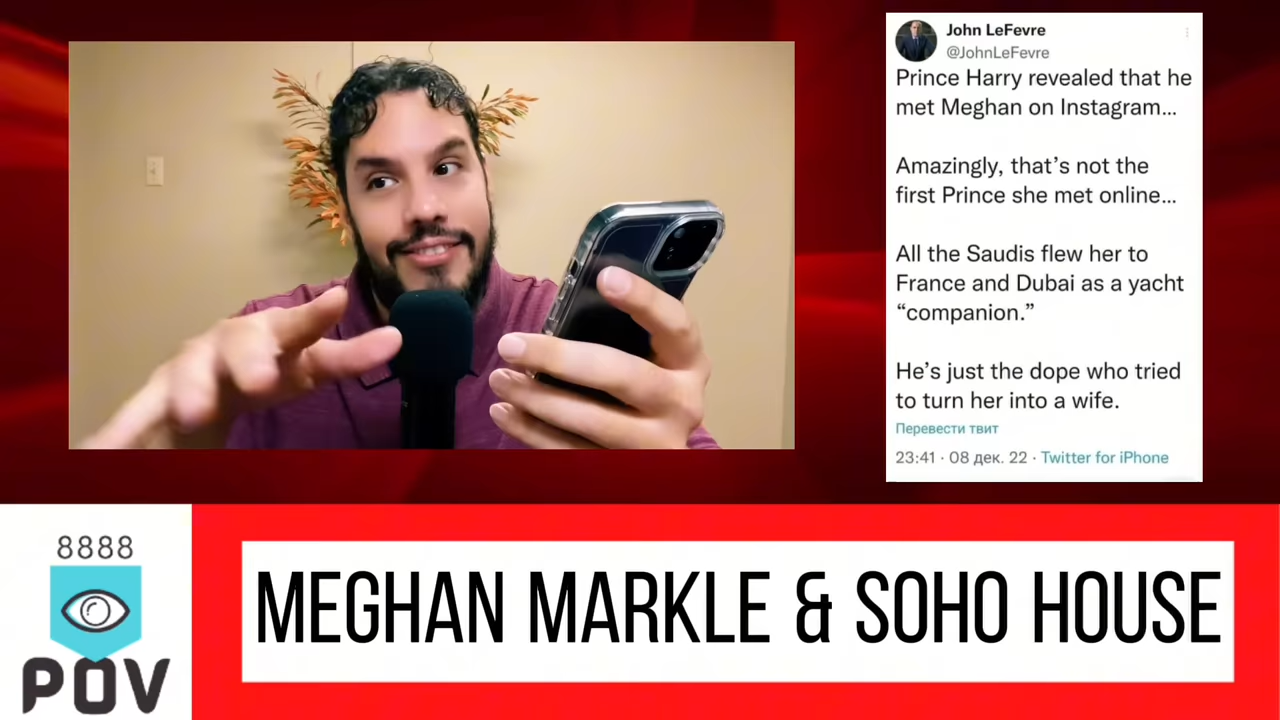 John LeFevre
@JohnLeFevre
Prince Harry revealed that he
met Meghan on Instagram...
Amazingly, that's not the
first Prince she met online...
All the Saudis flew her to
France and Dubai as a yacht
“companion.”
He's just the dope who tried
to turn her into a wife.
Перевести твит
23:41 · 08 дек. 22 · Twitter for iPhone
8888
POV
MEGHAN MARKLE & SOHO HOUSE